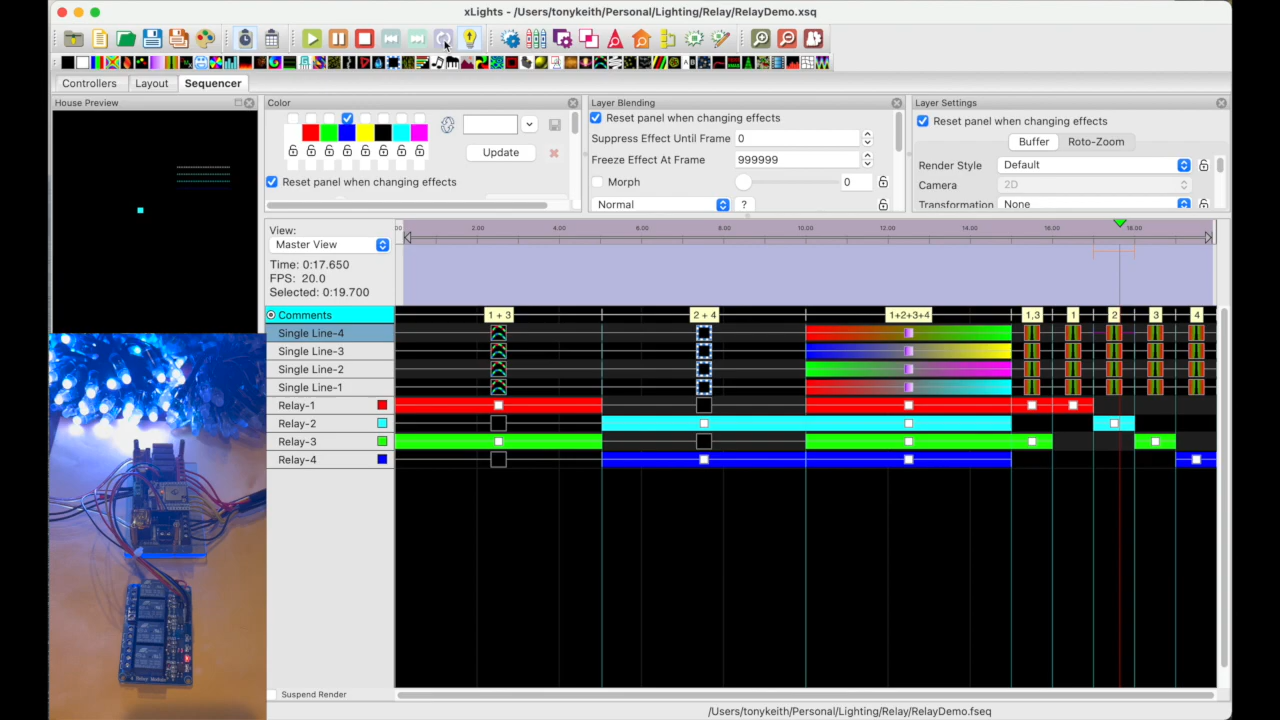 xLights - /Users/tonykeith/Personal/Lighting/Relay/RelayDemo.xsq
Controllers Layout Sequencer
House Preview
Color
Update
Reset panel when changing effects
Layer Blending
Reset panel when changing effects
Suppress Effect Until Frame 0
Freeze Effect At Frame 999999
Morph 0
Normal ?
Layer Settings
Reset panel when changing effects
Buffer Roto-Zoom
Render Style Default
Camera 2D
Transformation None
View:
Master View
Time: 0:17.650
FPS: 20.0
Selected: 0:19.700
2.00 4.00 6.00 8.00 10.00 12.00 14.00 16.00 18.00
Comments 1 + 3 2 + 4 1+2+3+4 1,3 1 2 3 4
Single Line-4
Single Line-3
Single Line-2
Single Line-1
Relay-1
Relay-2
Relay-3
Relay-4
4 Relay Module
Suspend Render
/Users/tonykeith/Personal/Lighting/Relay/RelayDemo.fseq